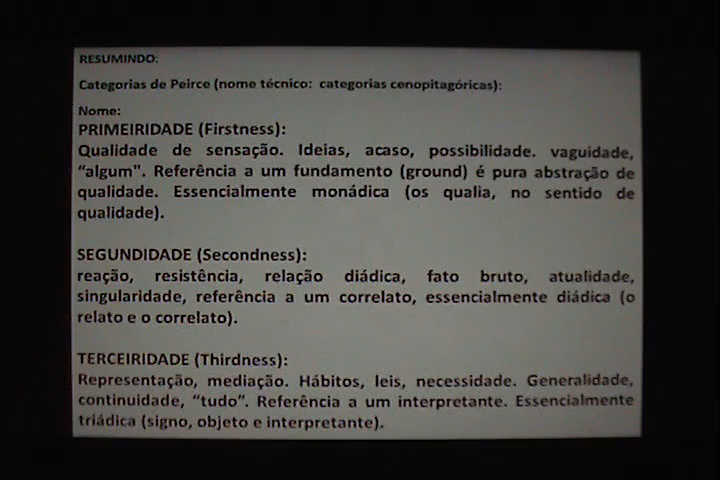 RESUMINDO:
Categorias de Peirce (nome técnico: categorias cenopitagóricas):
Nome:
PRIMEIRIDADE (Firstness):
Qualidade de sensação. Ideias, acaso, possibilidade. vaguidade,
“algum". Referência a um fundamento (ground) é pura abstração de
qualidade. Essencialmente monádica (os qualia, no sentido de
qualidade).
SEGUNDIDADE (Secondness):
reação, resistência, relação diádica, fato bruto, atualidade,
singularidade, referência a um correlato, essencialmente diádica (o
relato e o correlato).
TERCEIRIDADE (Thirdness):
Representação, mediação. Hábitos, leis, necessidade. Generalidade,
continuidade, “tudo”. Referência a um interpretante. Essencialmente
triádica (signo, objeto e interpretante).